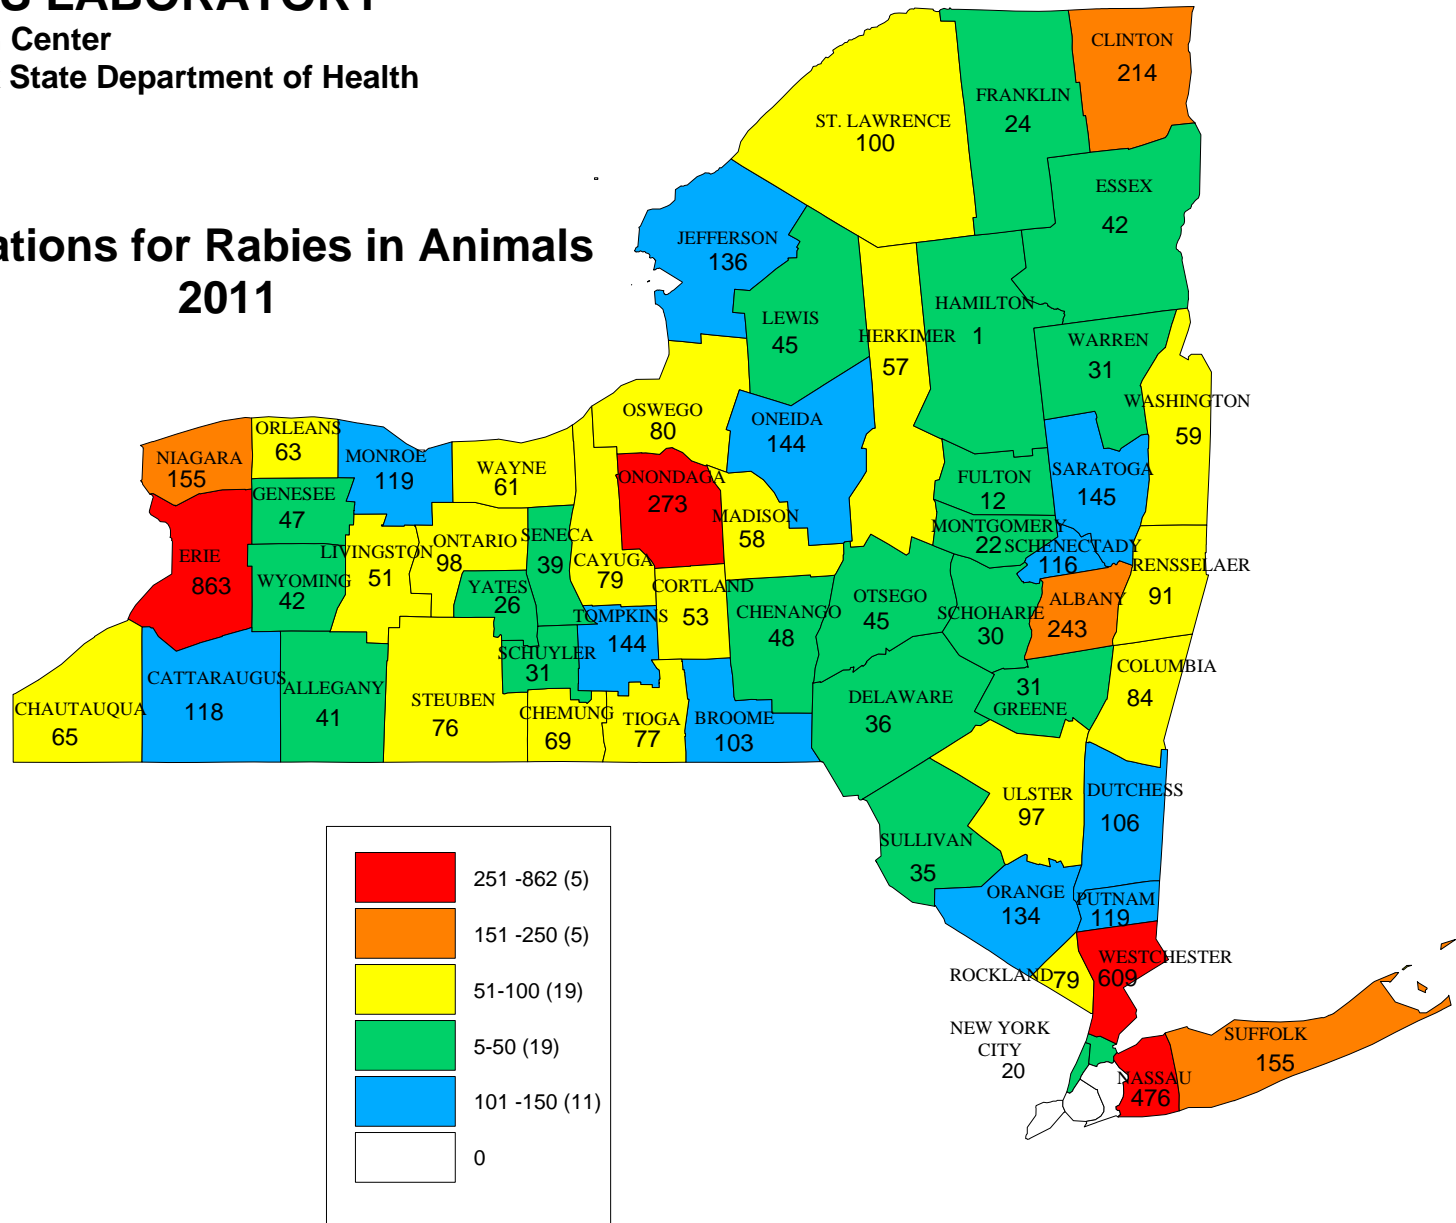 Center
State Department of Health
ations for Rabies in Animals
2011
CLINTON
214
FRANKLIN
24
ST. LAWRENCE
100
ESSEX
42
JEFFERSON
136
HAMILTON
1
LEWIS
45
HERKIMER
57
WARREN
31
WASHINGTON
59
OSWEGO
80
ONEIDA
144
ORLEANS
63
NIAGARA
155
MONROE
119
WAYNE
61
ONONDAGA
273
FULTON
12
SARATOGA
145
GENESEE
47
MADISON
58
MONTGOMERY
22
SCHENECTADY
116
ERIE
863
LIVINGSTON
51
ONTARIO
98
SENECA
39
CAYUGA
79
RENSSELAER
91
WYOMING
42
YATES
26
CORTLAND
53
CHENANGO
48
OTSEGO
45
SCHOHARIE
30
ALBANY
243
TOMPKINS
144
SCHUYLER
31
COLUMBIA
84
CATTARAUGUS
118
ALLEGANY
41
CHAUTAUQUA
65
STEUBEN
76
CHEMUNG
69
TIOGA
77
BROOME
103
DELAWARE
36
31
GREENE
ULSTER
97
DUTCHESS
106
SULLIVAN
35
ORANGE
134
PUTNAM
119
WESTCHESTER
609
ROCKLAND
79
NEW YORK
CITY
20
NASSAU
476
SUFFOLK
155
251 -862 (5)
151 -250 (5)
51-100 (19)
5-50 (19)
101 -150 (11)
0